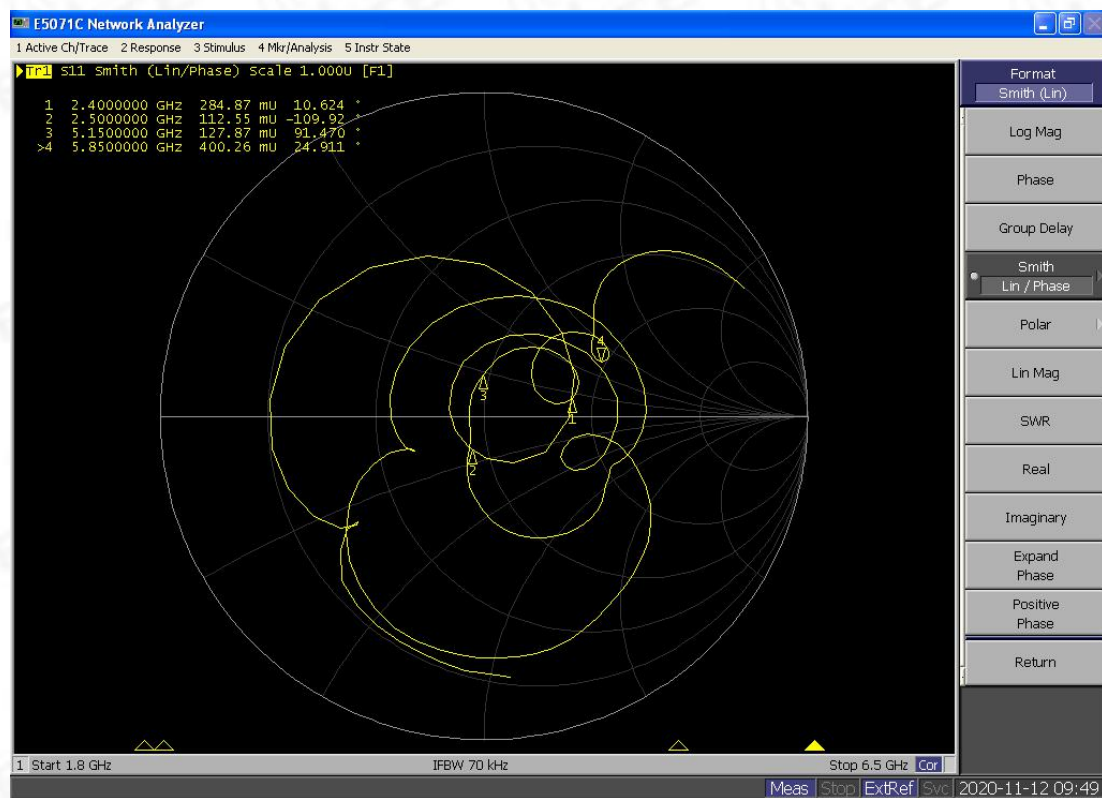 E5071C Network Analyzer
1 Active Ch/Trace 2 Response 3 Stimulus 4 Mkr/Analysis 5 Instr State
Tr1 S11 Smith (Lin/Phase) Scale 1.000U [F1]
1 2.4000000 GHz 284.87 mU 10.624 °
2 2.5000000 GHz 112.55 mU -109.92 °
3 5.1500000 GHz 127.87 mU 91.470 °
>4 5.8500000 GHz 400.26 mU 24.911 °
4
3
1
2
Format
Smith (Lin)
Log Mag
Phase
Group Delay
Smith
Lin / Phase
Polar
Lin Mag
SWR
Real
Imaginary
Expand
Phase
Positive
Phase
Return
1 Start 1.8 GHz IFBW 70 kHz Stop 6.5 GHz Cor
Meas Stop ExtRef Svc 2020-11-12 09:49